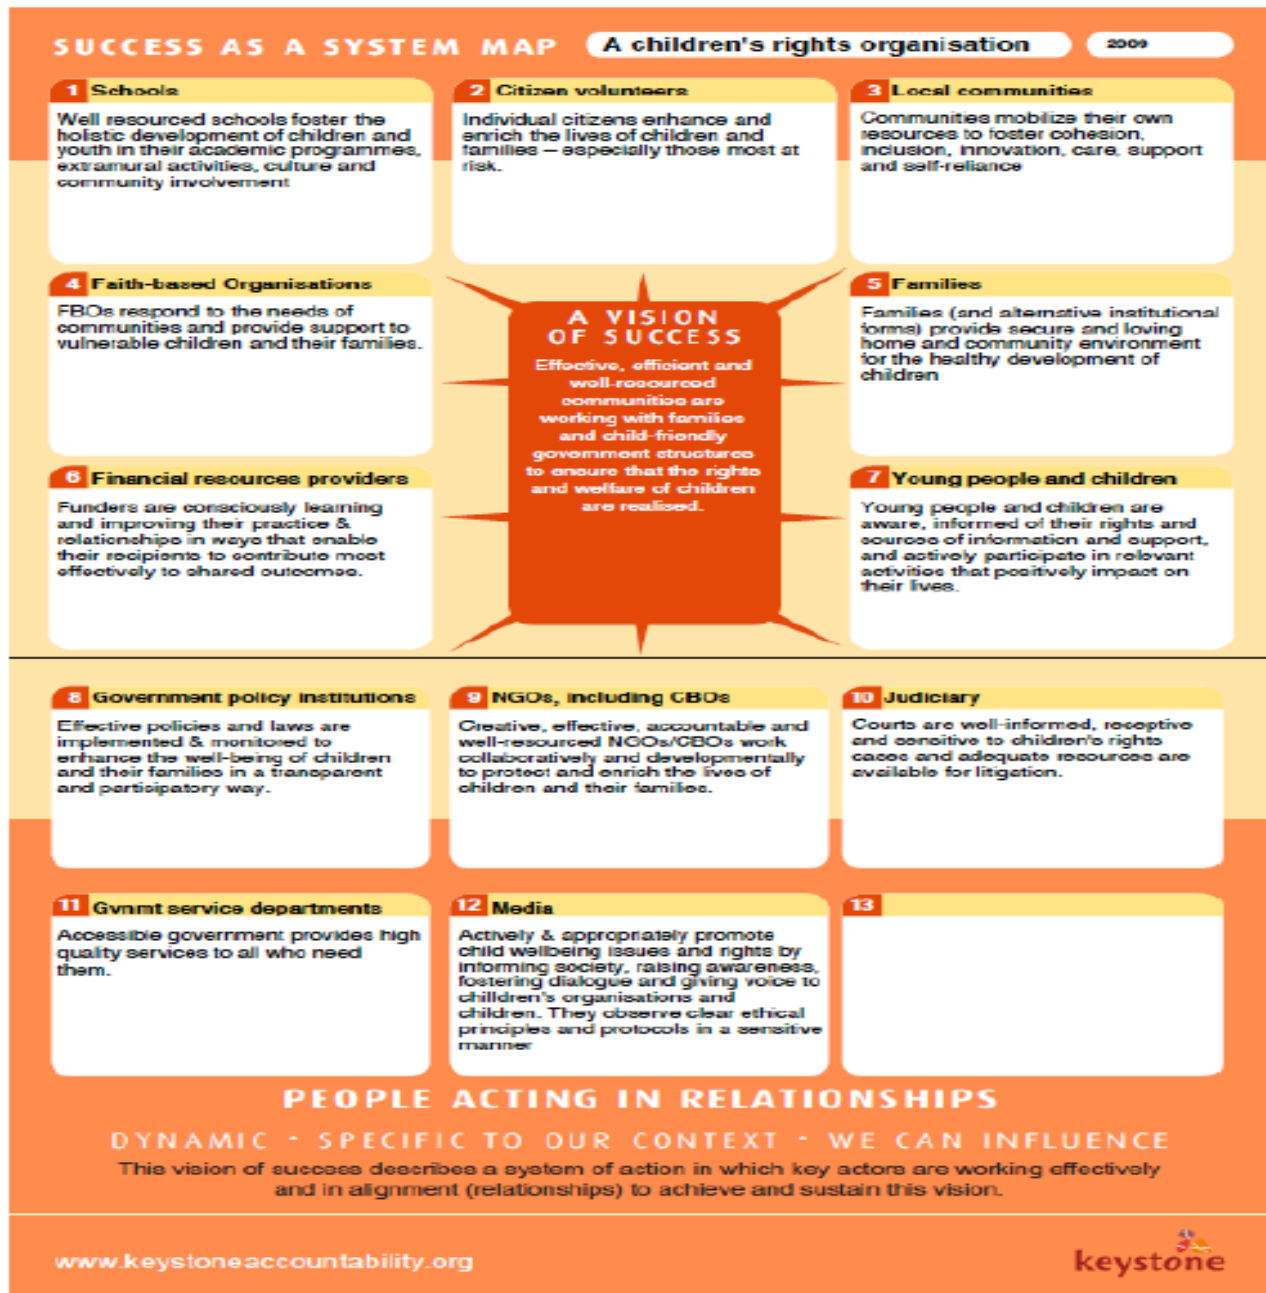 SUCCESS AS A SYSTEM MAP
A children's rights organisation
2009
1 Schools
Well resourced schools foster the
holistic development of children and
youth in their academic programmes,
extramural activities, culture and
community involvement
2 Citizen volunteers
Individual citizens enhance and
enrich the lives of children and
families – especially those most at
risk.
3 Local communities
Communities mobilize their own
resources to foster cohesion,
inclusion, innovation, care, support
and self-reliance
4 Faith-based Organisations
FBOs respond to the needs of
communities and provide support to
vulnerable children and their families.
A VISION
OF SUCCESS
Effective, efficient and
well-resourced
communities are
working with families
and child-friendly
government structures
to ensure that the rights
and welfare of children
are realised.
5 Families
Families (and alternative institutional
forms) provide secure and loving
home and community environment
for the healthy development of
children
6 Financial resources providers
Funders are consciously learning
and improving their practice &
relationships in ways that enable
their recipients to contribute most
effectively to shared outcomes.
7 Young people and children
Young people and children are
aware, informed of their rights and
sources of information and support,
and actively participate in relevant
activities that positively impact on
their lives.
8 Government policy institutions
Effective policies and laws are
implemented & monitored to
enhance the well-being of children
and their families in a transparent
and participatory way.
9 NGOs, including CBOs
Creative, effective, accountable and
well-resourced NGOs/CBOs work
collaboratively and developmentally
to protect and enrich the lives of
children and their families.
10 Judiciary
Courts are well-informed, receptive
and sensitive to children's rights
cases and adequate resources are
available for litigation.
11 Gvnmt service departments
Accessible government provides high
quality services to all who need
them.
12 Media
Actively & appropriately promote
child wellbeing issues and rights by
informing society, raising awareness,
fostering dialogue and giving voice to
chilldren's organisations and
children. They observe clear ethical
principles and protocols in a sensitive
manner
13
PEOPLE ACTING IN RELATIONSHIPS
DYNAMIC · SPECIFIC TO OUR CONTEXT · WE CAN INFLUENCE
This vision of success describes a system of action in which key actors are working effectively
and in alignment (relationships) to achieve and sustain this vision.
www.keystoneaccountability.org
keystone